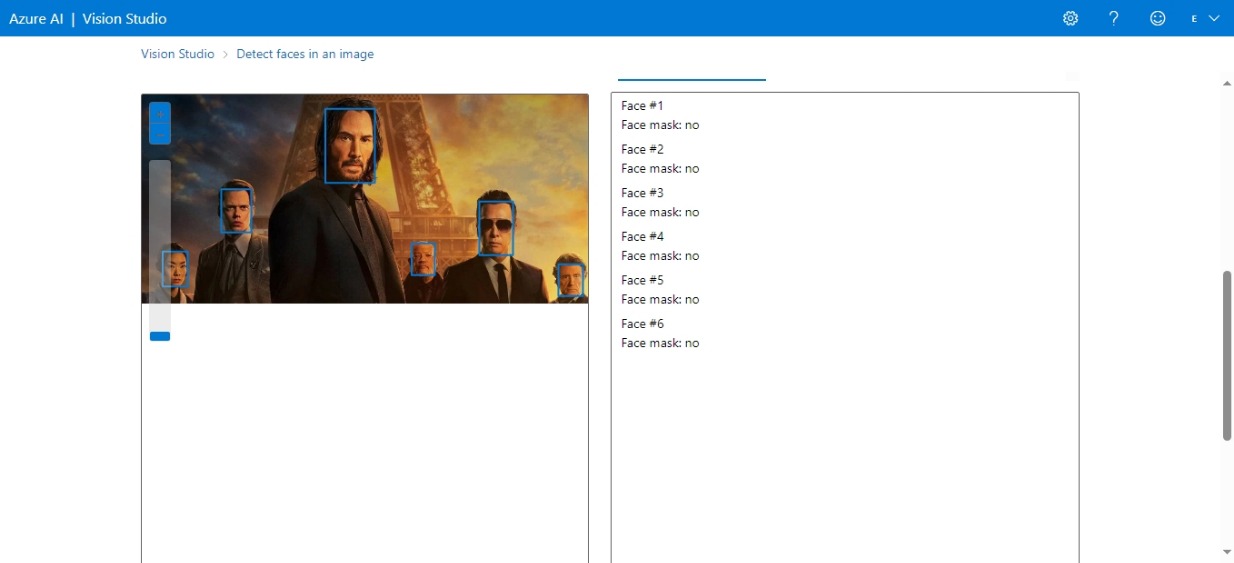 Azure AI | Vision Studio
E
Vision Studio > Detect faces in an image
Face #1
Face mask: no
Face #2
Face mask: no
Face #3
Face mask: no
Face #4
Face mask: no
Face #5
Face mask: no
Face #6
Face mask: no